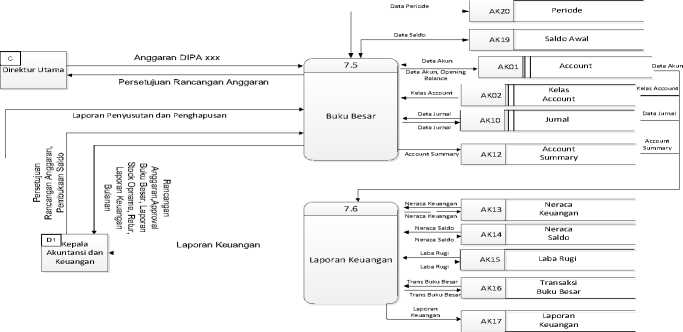 Data Periode
AK20
Periode
Data Saldo
AK19
Saldo Awal
C
Direktur Utama
Anggaran DIPA xxx
Persetujuan Rancangan Anggaran
7.5
Buku Besar
Data Akun
Data Akun, Opening
Balance
AK01
Account
Data Akun
Kelas Account
AK02
Kelas
Account
Kelas Account
Data Jurnal
Data Jurnal
AK10
Jurnal
Data Jurnal
Account Summary
AK12
Account
Summary
Account
Summary
Laporan Penyusutan dan Penghapusan
Persetujuan
Rancangan Anggaran,
Pembukaan Saldo
Rancangan
Anggaran,Approval
Buku Besar, Laporan
Stock Opname, Retur,
Laporan Keuangan
Bulanan
D1
Kepala
Akuntansi dan
Keuangan
Laporan Keuangan
7.6
Laporan Keuangan
Neraca Keuangan
Neraca Keuangan
AK13
Neraca
Keuangan
Neraca Saldo
Neraca Saldo
AK14
Neraca
Saldo
Laba Rugi
Laba Rugi
AK15
Laba Rugi
Trans Buku Besar
Trans Buku Besar
AK16
Transaksi
Buku Besar
Laporan
Keuangan
AK17
Laporan
Keuangan